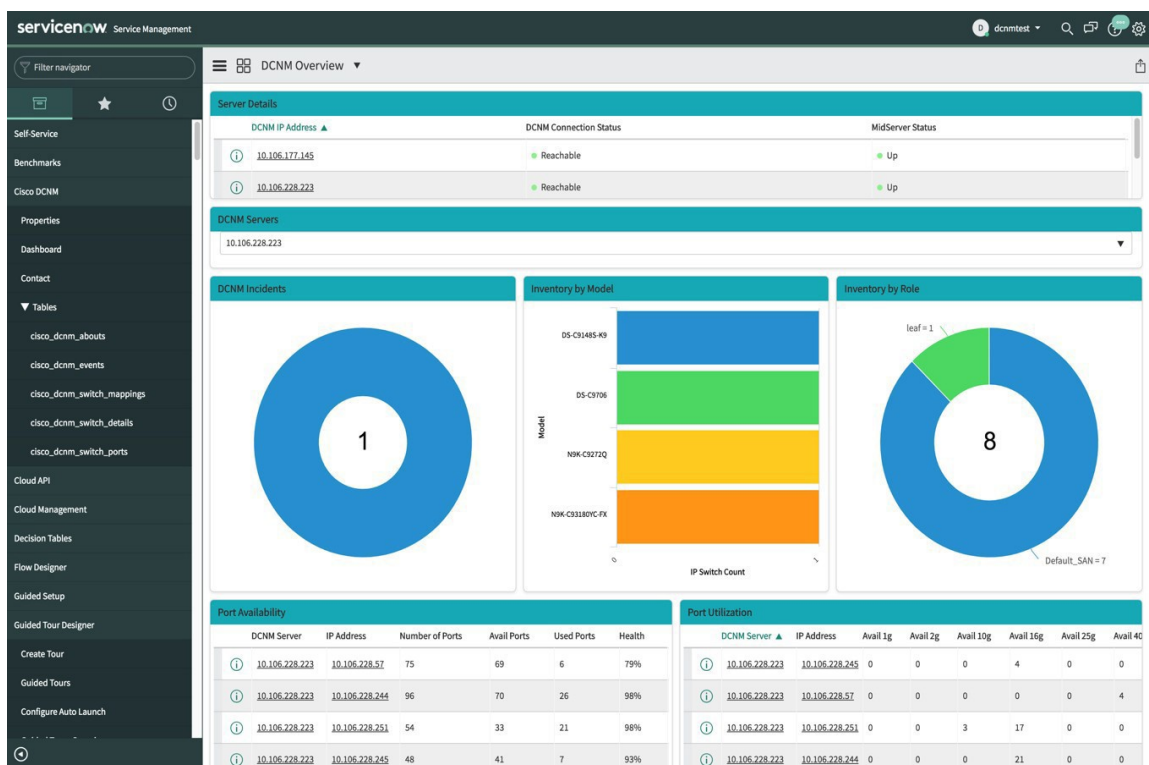 servicenow Service Management
D dcnmtest
Filter navigator
Self-Service
Benchmarks
Cisco DCNM
Properties
Dashboard
Contact
Tables
cisco_dcnm_abouts
cisco_dcnm_events
cisco_dcnm_switch_mappings
cisco_dcnm_switch_details
cisco_dcnm_switch_ports
Cloud API
Cloud Management
Decision Tables
Flow Designer
Guided Setup
Guided Tour Designer
Create Tour
Guided Tours
Configure Auto Launch
DCNM Overview
Server Details
DCNM IP Address DCNM Connection Status MidServer Status
10.106.177.145 Reachable Up
10.106.228.223 Reachable Up
DCNM Servers
10.106.228.223
DCNM Incidents
1
Inventory by Model
Model
DS-C9148S-K9
DS-C9706
N9K-C9272Q
N9K-C93180YC-FX
0 1
IP Switch Count
Inventory by Role
leaf = 1
8
Default_SAN = 7
Port Availability
DCNM Server IP Address Number of Ports Avail Ports Used Ports Health
10.106.228.223 10.106.228.57 75 69 6 79%
10.106.228.223 10.106.228.244 96 70 26 98%
10.106.228.223 10.106.228.251 54 33 21 98%
10.106.228.223 10.106.228.245 48 41 7 93%
Port Utilization
DCNM Server IP Address Avail 1g Avail 2g Avail 10g Avail 16g Avail 25g Avail 40
10.106.228.223 10.106.228.245 0 0 0 4 0 0
10.106.228.223 10.106.228.57 0 0 0 0 0 4
10.106.228.223 10.106.228.251 0 0 3 17 0 0
10.106.228.223 10.106.228.244 0 0 0 21 0 0